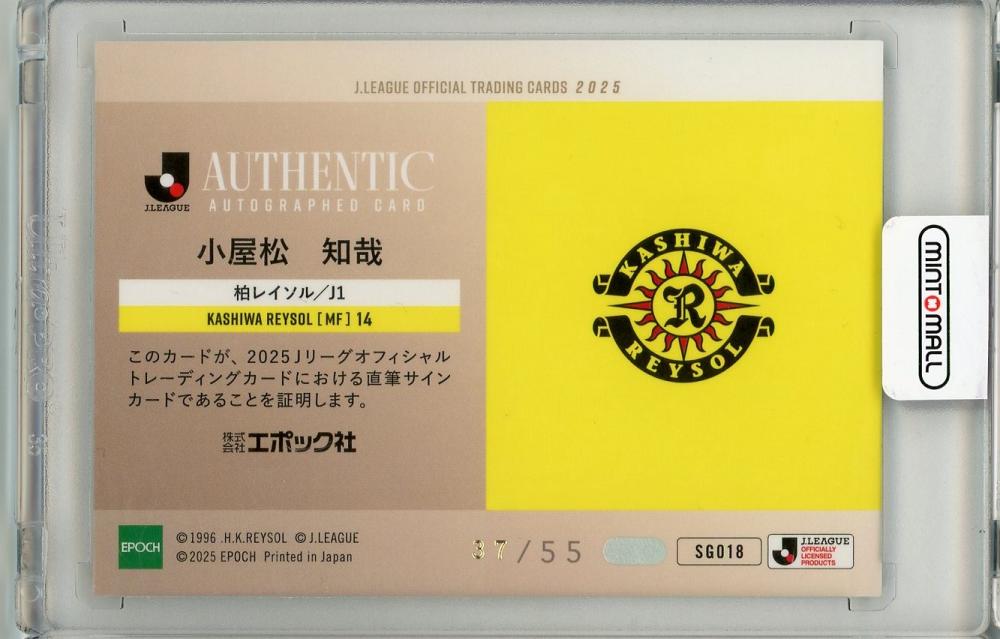 J.LEAGUE OFFICIAL TRADING CARDS 2025
J.LEAGUE
AUTHENTIC
AUTOGRAPHED CARD
小屋松 知哉
柏レイソル/J1
KASHIWA REYSOL [MF] 14
このカードが、2025Jリーグオフィシャル
トレーディングカードにおける直筆サイン
カードであることを証明します。
株式会社エポック社
KASHIWA
R
REYSOL
MINT MALL
EPOCH
©1996 .H.K.REYSOL ©J.LEAGUE
©2025 EPOCH Printed in Japan
37/55
SG018
J.LEAGUE
OFFICIALLY
LICENSED
PRODUCTS